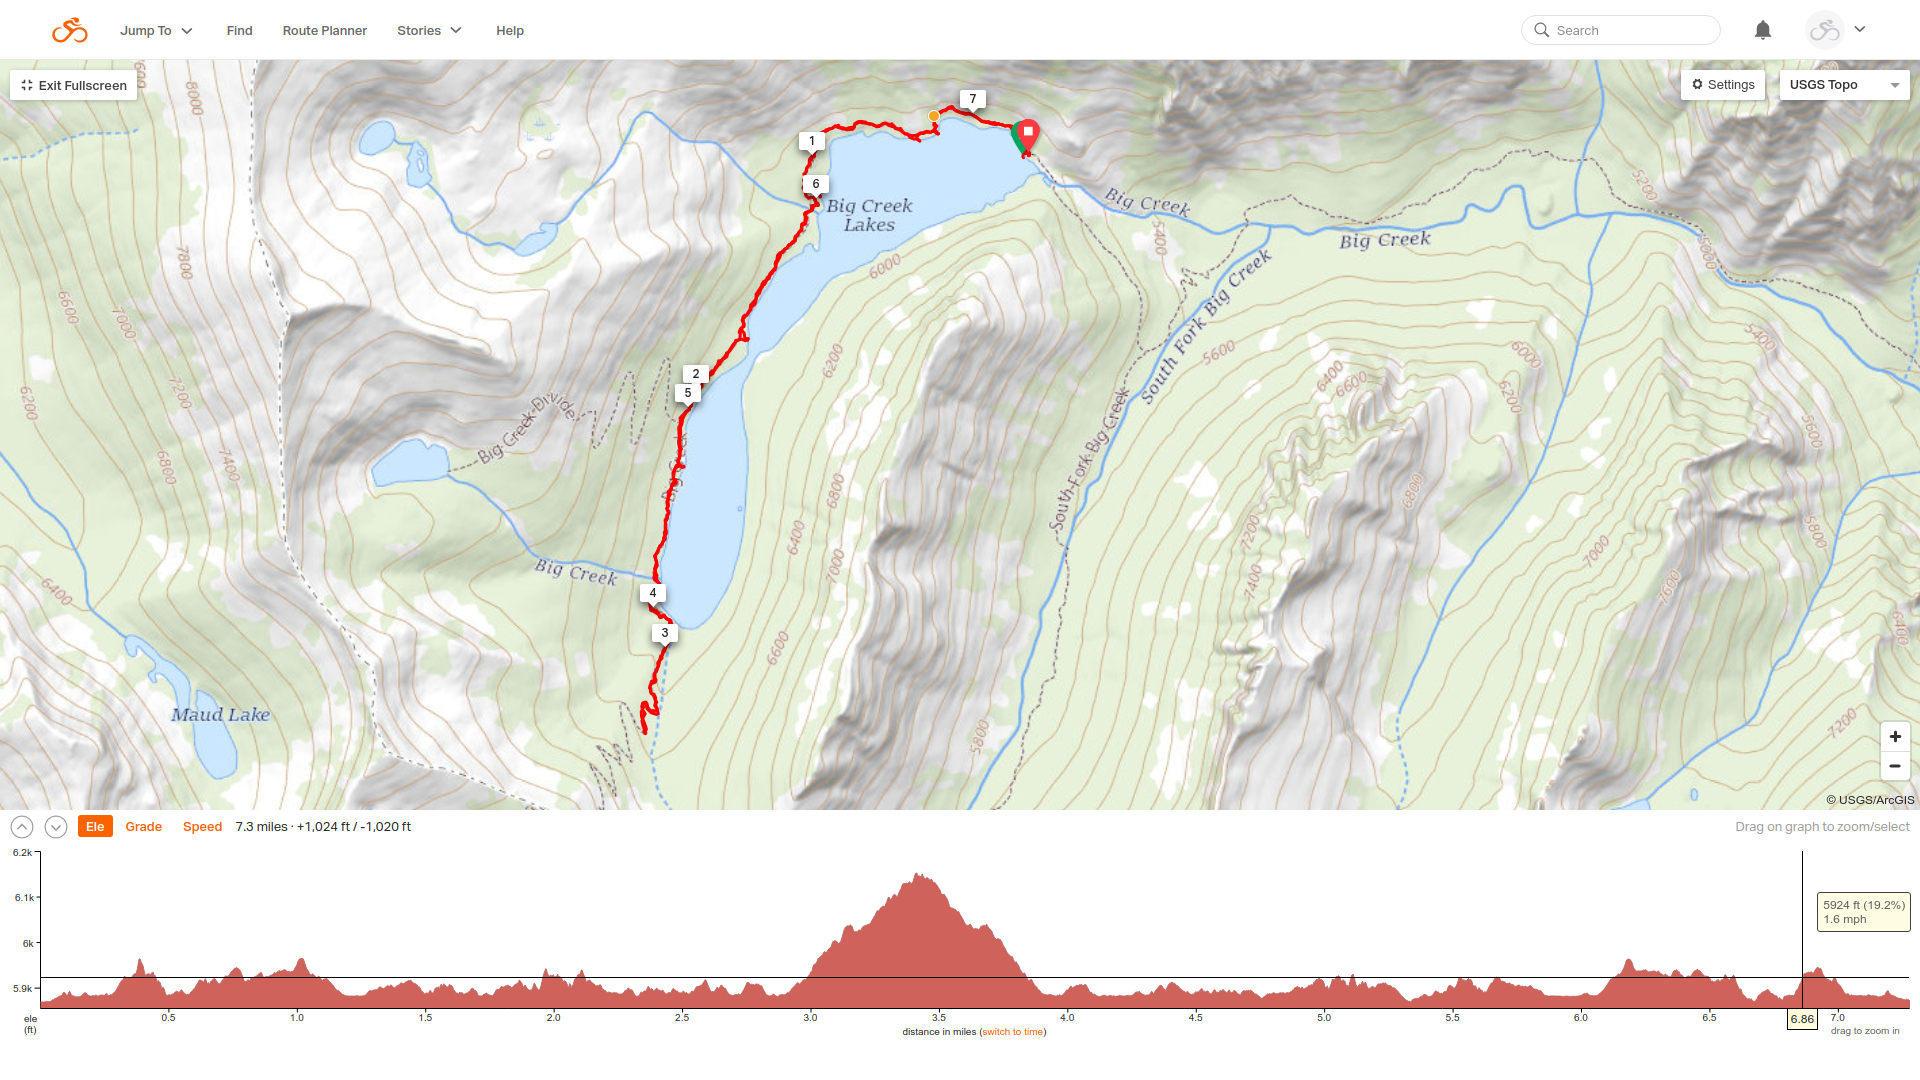 Jump To
Find
Route Planner
Stories
Help
Search
Exit Fullscreen
Settings
USGS Topo
600
8000
7
1
6
Big Creek
Lakes
Big Creek
Big Creek
5200
5400
5000
7800
6000
South Fork Big Creek
6600
7000
5400
6200
5600
6000
6400
6600
6200
7200
6200
2
5
Big Creek Divide
Big Creek
South Fork Big Creek
5600
6800
7400
6800
6800
6400
7200
5800
7000
7000
Big Creek
7400
7600
6400
4
3
6600
6400
Maud Lake
5800
7200
+
−
© USGS/ArcGIS
Ele
Grade
Speed
7.3 miles · +1,024 ft / -1,020 ft
Drag on graph to zoom/select
6.2k
6.1k
6k
5.9k
5924 ft (19.2%)
1.6 mph
ele
(ft)
0.5
1.0
1.5
2.0
2.5
3.0
3.5
4.0
4.5
5.0
5.5
6.0
6.5
6.86
7.0
distance in miles (switch to time)
drag to zoom in